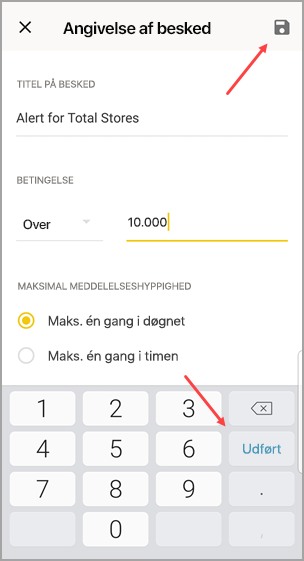 Angivelse af besked
TITEL PÅ BESKED
Alert for Total Stores
BETINGELSE
Over 10.000
MAKSIMAL MEDDELELSESHYPPIGHED
Maks. én gang i døgnet
Maks. én gang i timen
1 2 3
4 5 6 Udført
7 8 9 .
0 ,